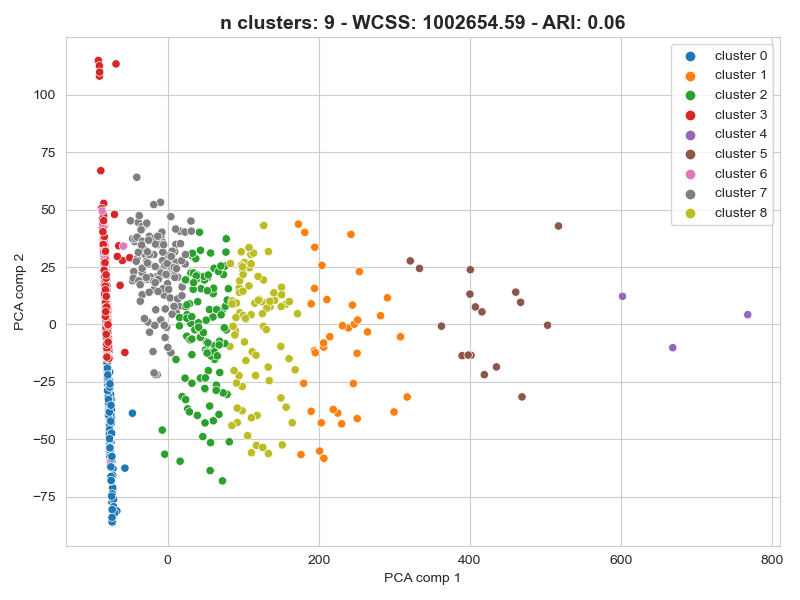 n clusters: 9 - WCSS: 1002654.59 - ARI: 0.06
cluster 0
cluster 1
cluster 2
cluster 3
cluster 4
cluster 5
cluster 6
cluster 7
cluster 8
100
75
50
25
0
−25
−50
−75
PCA comp 2
0
200
400
600
800
PCA comp 1